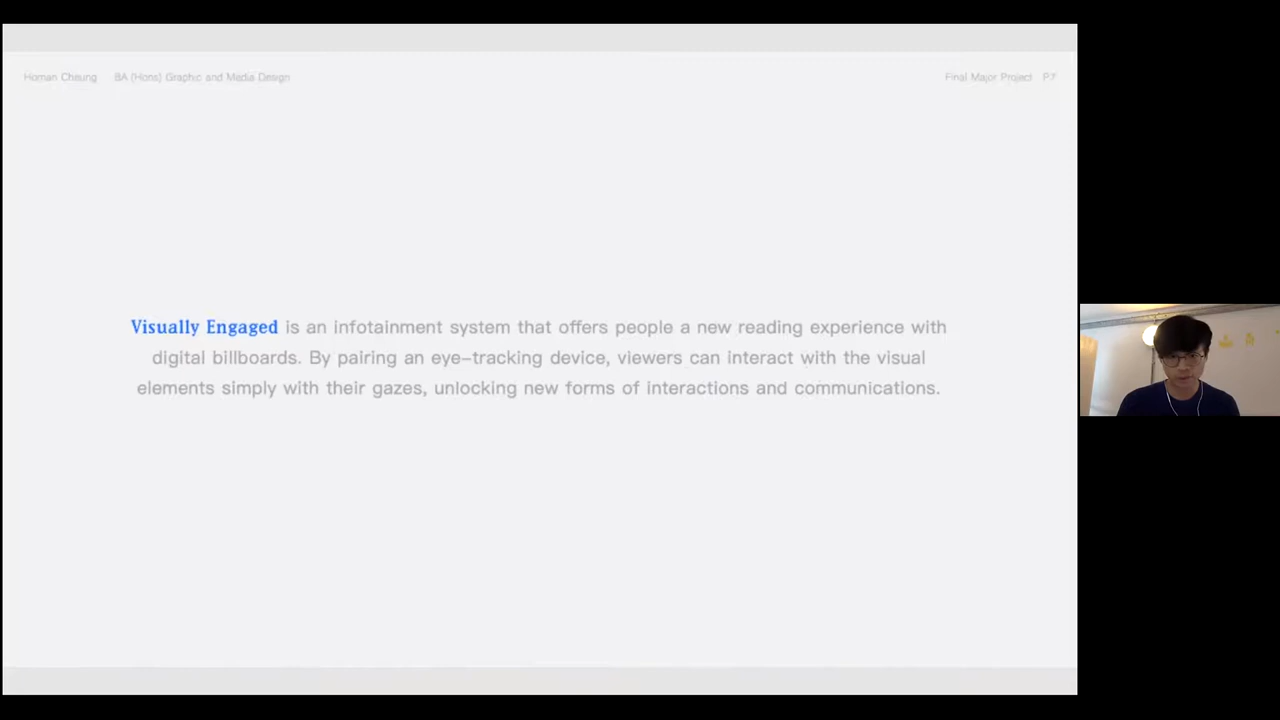 Homan Cheung BA (Hons) Graphic and Media Design Final Major Project P7
Visually Engaged is an infotainment system that offers people a new reading experience with
digital billboards. By pairing an eye-tracking device, viewers can interact with the visual
elements simply with their gazes, unlocking new forms of interactions and communications.